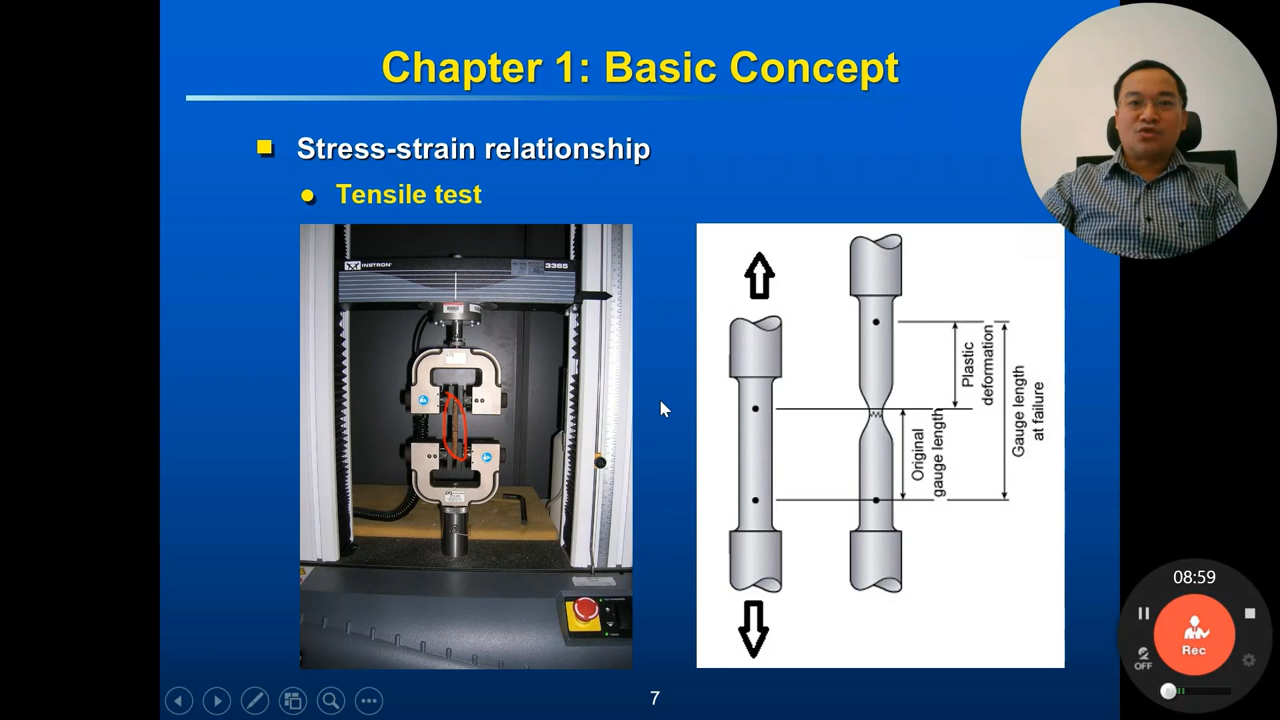 Chapter 1: Basic Concept
Stress-strain relationship
Tensile test
INSTRON
3365
Plastic
deformation
Original
gauge length
Gauge length
at failure
08:59
Rec
OFF
7